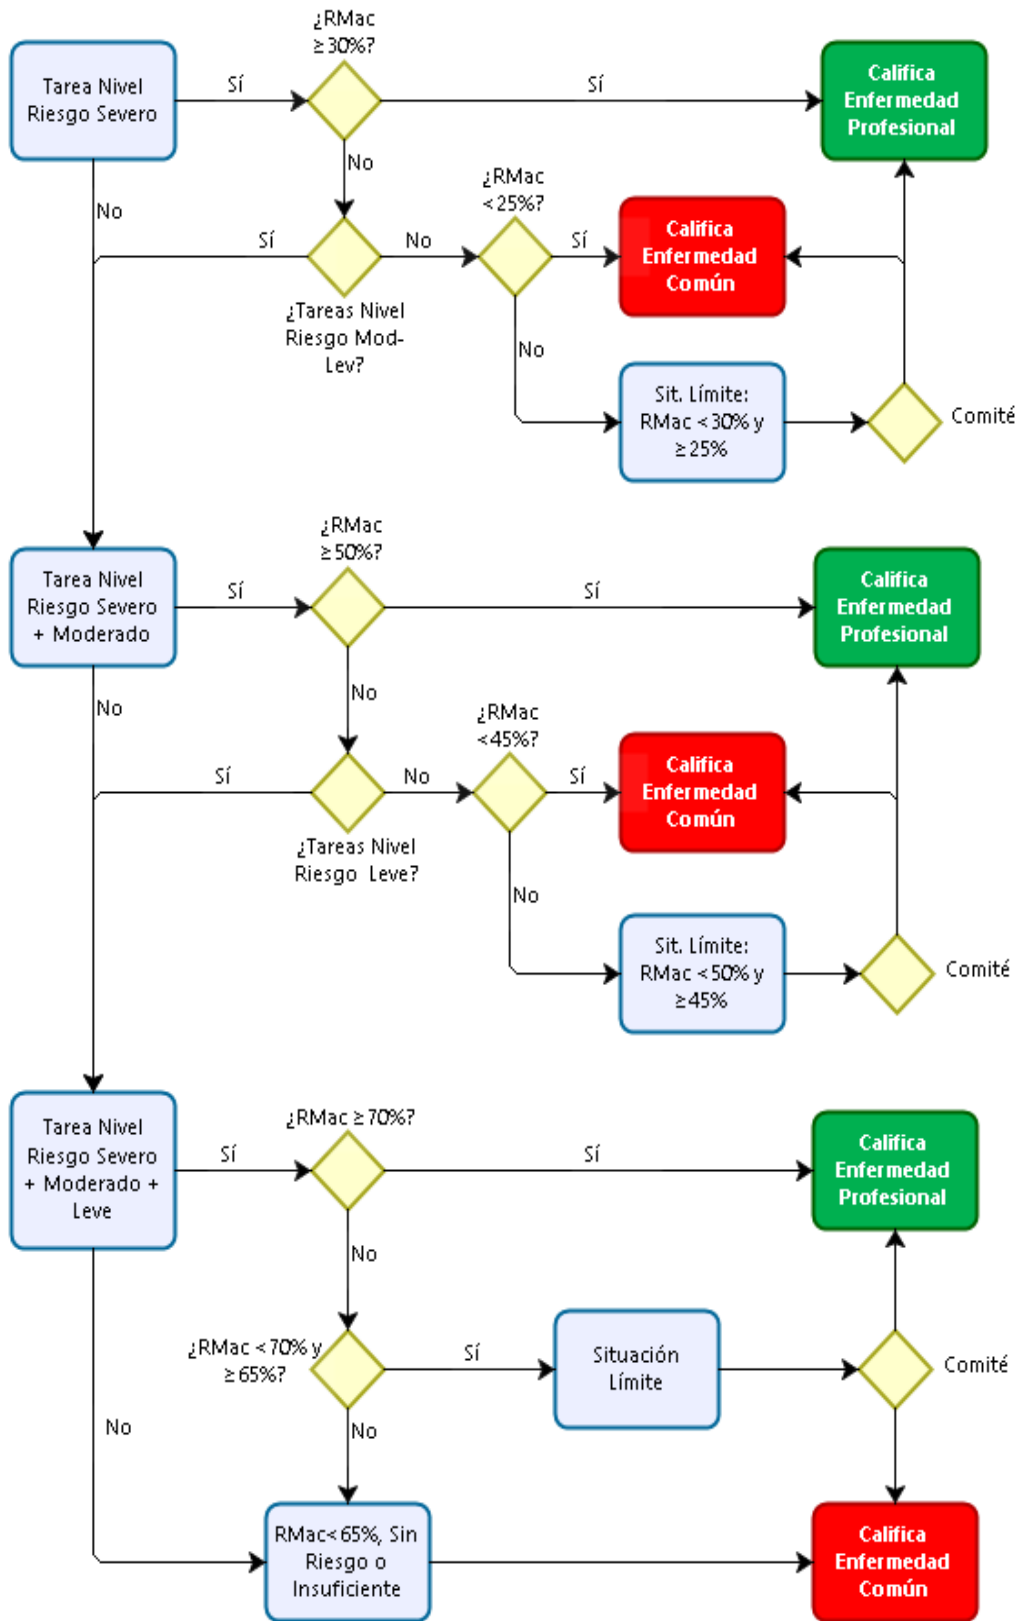 ¿RMac
≥30%?
Tarea Nivel
Riesgo Severo
Sí
Sí
Califica
Enfermedad
Profesional
No
No
¿RMac
<25%?
Sí
No
Sí
Califica
Enfermedad
Común
¿Tareas Nivel
Riesgo Mod-
Lev?
No
Sit. Límite:
RMac <30% y
≥25%
Comité
¿RMac
≥50%?
Tarea Nivel
Riesgo Severo
+ Moderado
Sí
Sí
Califica
Enfermedad
Profesional
No
No
¿RMac
<45%?
Sí
No
Sí
Califica
Enfermedad
Común
¿Tareas Nivel
Riesgo Leve?
No
Sit. Límite:
RMac <50% y
≥45%
Comité
¿RMac ≥70%?
Tarea Nivel
Riesgo Severo
+ Moderado +
Leve
Sí
Sí
Califica
Enfermedad
Profesional
No
¿RMac <70% y
≥65%?
Sí
Situación
Límite
Comité
No
No
RMac<65%, Sin
Riesgo o
Insuficiente
Califica
Enfermedad
Común